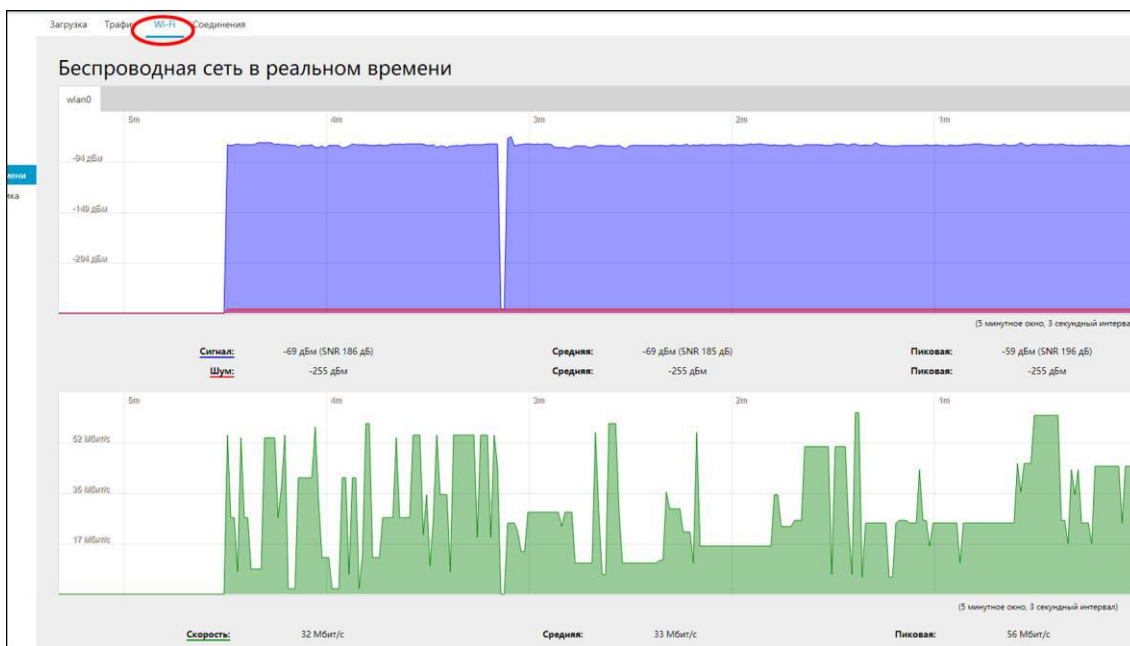 Загрузка Трафик Wi-Fi Соединения
Беспроводная сеть в реальном времени
wlan0
5m 4m 3m 2m 1m
-94 дБм
мени
ика
-149 дБм
-204 дБм
(5 минутное окно, 3 секундный интервал
Сигнал: -69 дБм (SNR 186 дБ) Средняя: -69 дБм (SNR 185 дБ) Пиковая: -59 дБм (SNR 196 дБ)
Шум: -255 дБм Средняя: -255 дБм Пиковая: -255 дБм
5m 4m 3m 2m 1m
52 Мбит/с
35 Мбит/с
17 Мбит/с
(5 минутное окно, 3 секундный интервал)
Скорость: 32 Мбит/с Средняя: 33 Мбит/с Пиковая: 56 Мбит/с